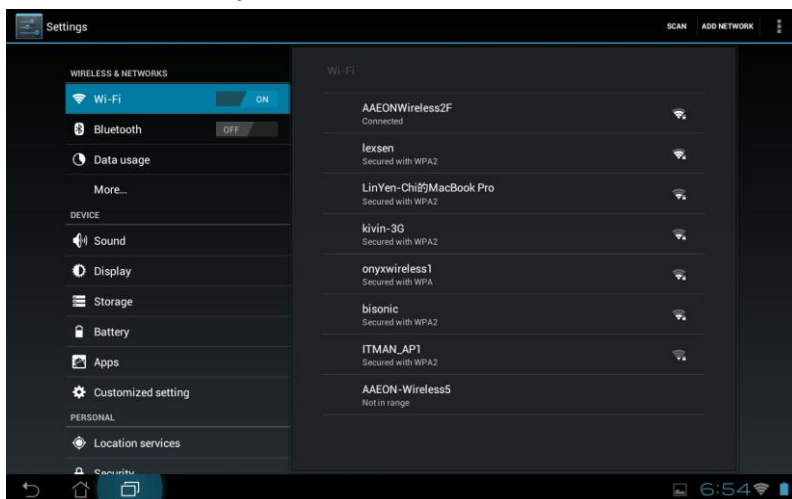 Settings
SCAN
ADD NETWORK
WIRELESS & NETWORKS
Wi-Fi
ON
Bluetooth
OFF
Data usage
More...
DEVICE
Sound
Display
Storage
Battery
Apps
Customized setting
PERSONAL
Location services
Security
Wi-Fi
AAEONWireless2F
Connected
lexsen
Secured with WPA2
LinYen-Chi的MacBook Pro
Secured with WPA2
kivin-3G
Secured with WPA2
onyxwireless1
Secured with WPA
bisonic
Secured with WPA2
ITMAN_AP1
Secured with WPA2
AAEON-Wireless5
Not in range
6:54